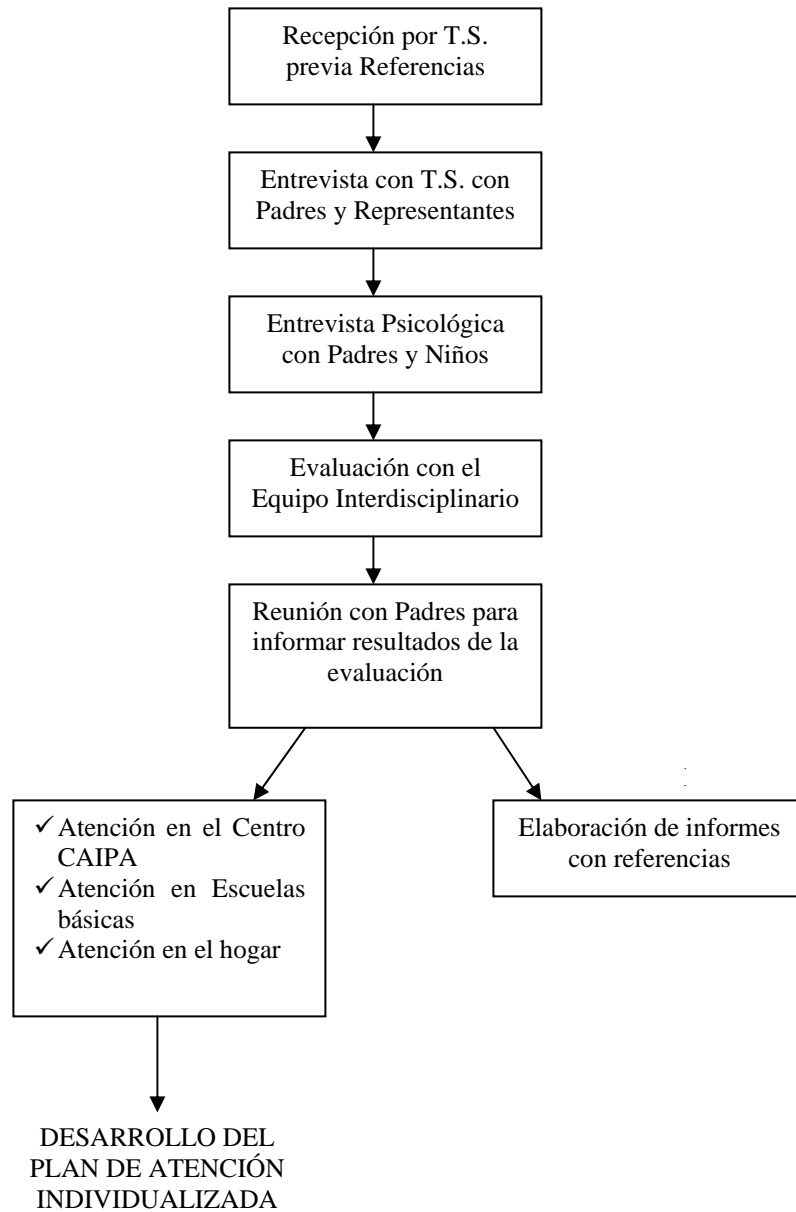 Recepción por T.S.
previa Referencias
Entrevista con T.S. con
Padres y Representantes
Entrevista Psicológica
con Padres y Niños
Evaluación con el
Equipo Interdisciplinario
Reunión con Padres para
informar resultados de la
evaluación
✓ Atención en el Centro
CAIPA
✓ Atención en Escuelas
básicas
✓ Atención en el hogar
Elaboración de informes
con referencias
DESARROLLO DEL
PLAN DE ATENCIÓN
INDIVIDUALIZADA